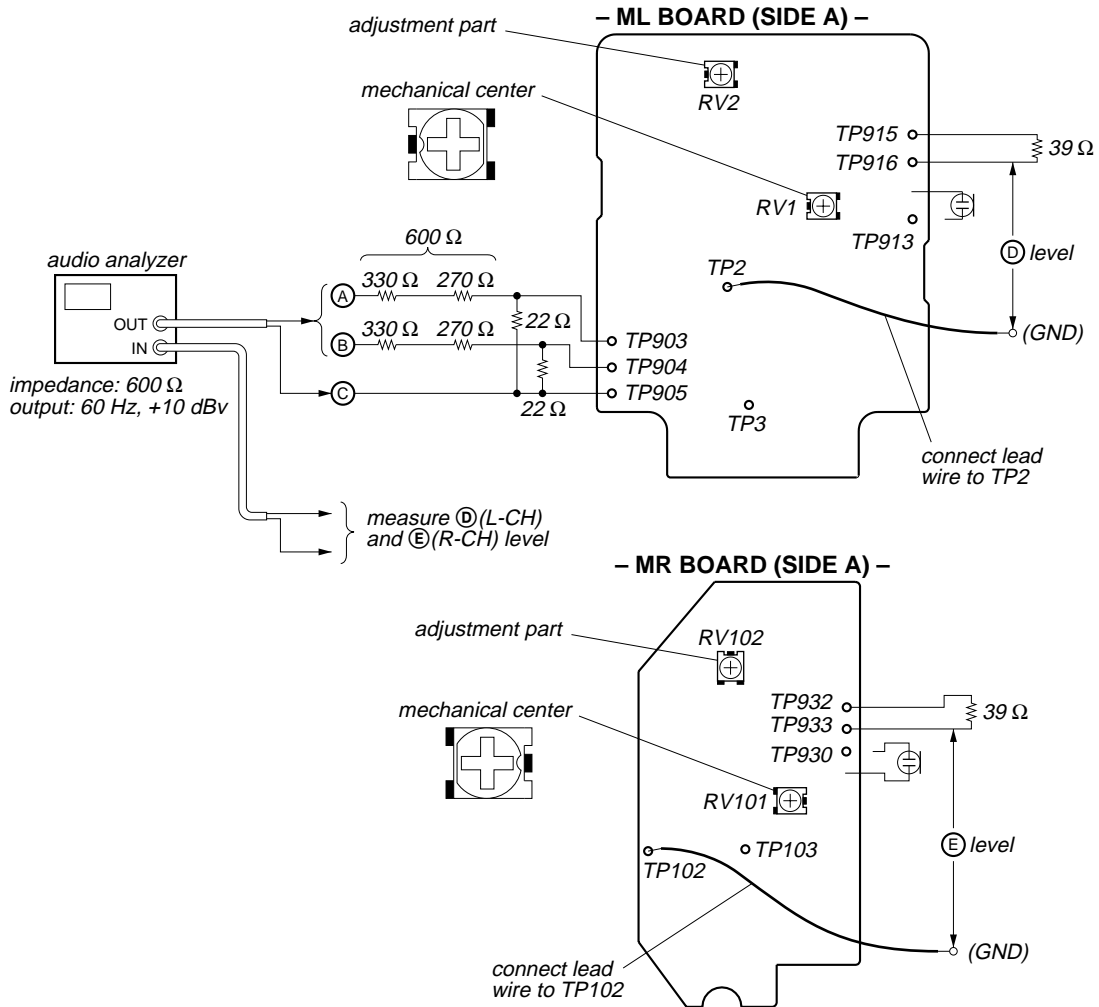 – ML BOARD (SIDE A) –
adjustment part
RV2
mechanical center
TP915
39 Ω
TP916
RV1
TP913
D level
600 Ω
audio analyzer
330 Ω 270 Ω
TP2
A
OUT
22 Ω
(GND)
B 330 Ω 270 Ω
TP903
IN
TP904
impedance: 600 Ω
output: 60 Hz, +10 dBv
C
22 Ω
TP905
TP3
connect lead
wire to TP2
measure D (L-CH)
and E (R-CH) level
– MR BOARD (SIDE A) –
adjustment part
RV102
TP932
mechanical center
TP933
39 Ω
TP930
RV101
E level
TP103
TP102
(GND)
connect lead
wire to TP102